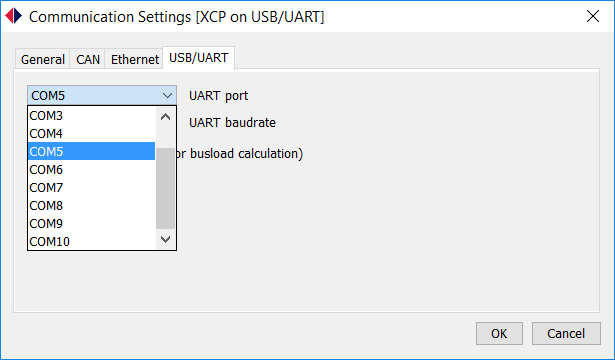 Communication Settings [XCP on USB/UART]
General CAN Ethernet USB/UART
COM5 UART port
COM3
COM4 UART baudrate
COM5 or busload calculation)
COM6
COM7
COM8
COM9
COM10
OK Cancel